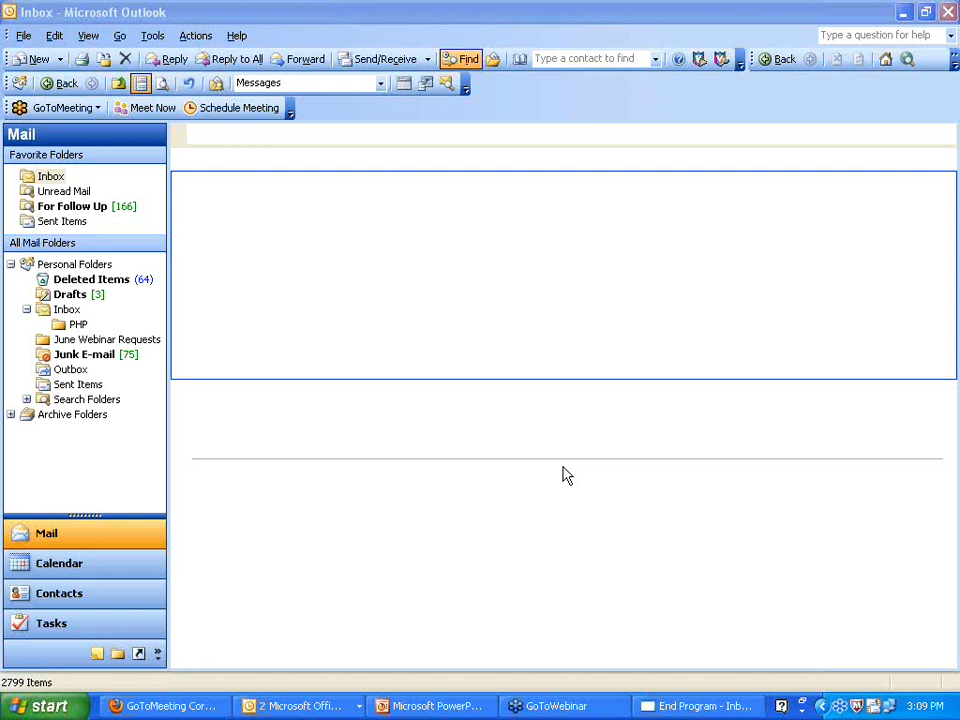 Inbox - Microsoft Outlook
File Edit View Go Tools Actions Help Type a question for help
New Reply Reply to All Forward Send/Receive Find Type a contact to find Back
Back Messages
GoToMeeting Meet Now Schedule Meeting
Mail
Favorite Folders
Inbox
Unread Mail
For Follow Up [166]
Sent Items
All Mail Folders
Personal Folders
Deleted Items (64)
Drafts [3]
Inbox
PHP
June Webinar Requests
Junk E-mail [75]
Outbox
Sent Items
Search Folders
Archive Folders
Mail
Calendar
Contacts
Tasks
2799 Items
start GoToMeeting Cor... 2 Microsoft Offi... Microsoft PowerP... GoToWebinar End Program - Inb... 3:09 PM